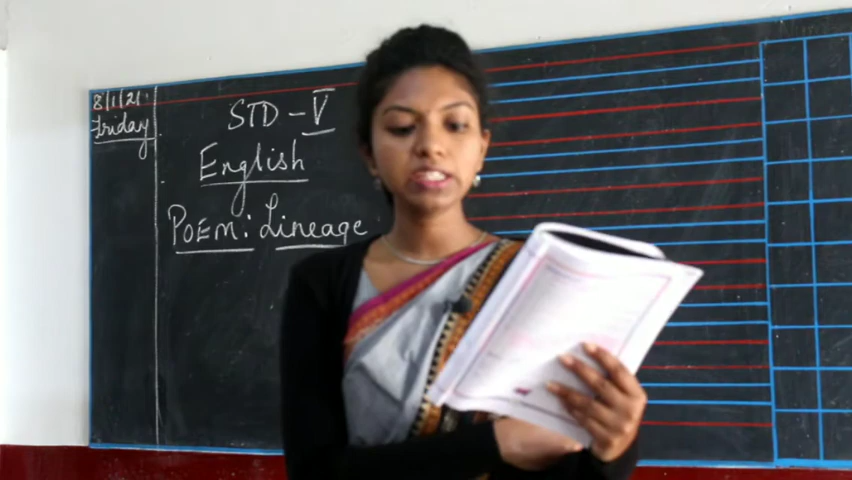 8/1/21.
Friday
STD - V
English
POEM: Lineage